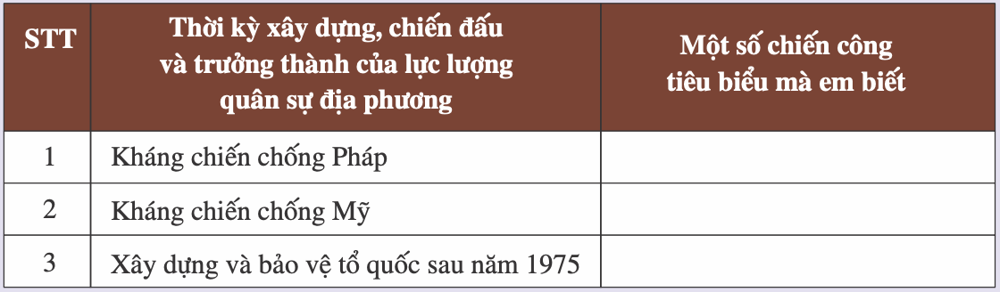 STT
Thời kỳ xây dựng, chiến đấu
và trưởng thành của lực lượng
quân sự địa phương
Một số chiến công
tiêu biểu mà em biết
1 Kháng chiến chống Pháp
2 Kháng chiến chống Mỹ
3 Xây dựng và bảo vệ tổ quốc sau năm 1975